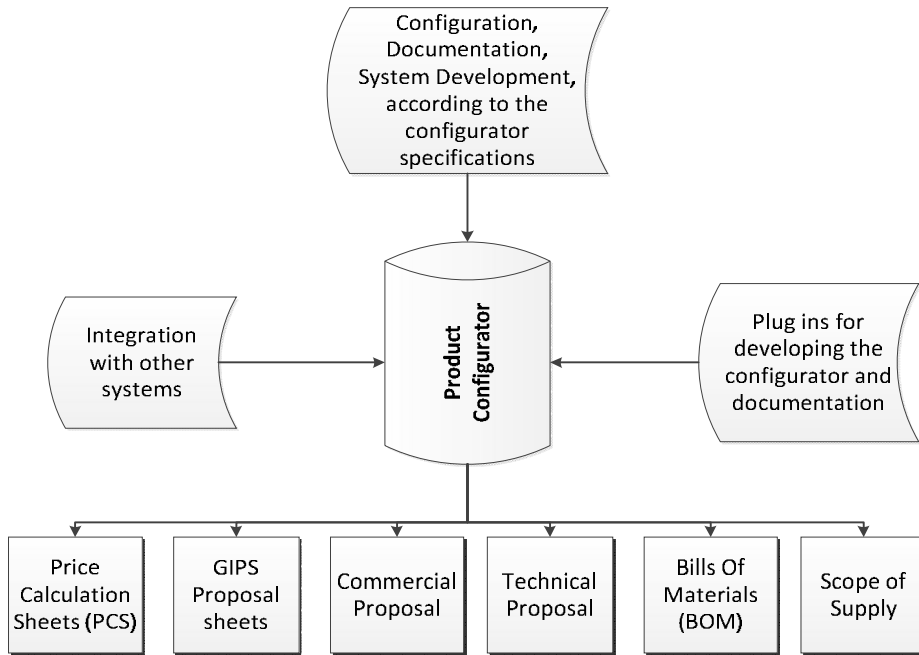 Configuration,
Documentation,
System Development,
according to the
configurator
specifications
Integration
with other
systems
Product
Configurator
Plug ins for
developing the
configurator and
documentation
Price
Calculation
Sheets (PCS)
GIPS
Proposal
sheets
Commercial
Proposal
Technical
Proposal
Bills Of
Materials
(BOM)
Scope of
Supply